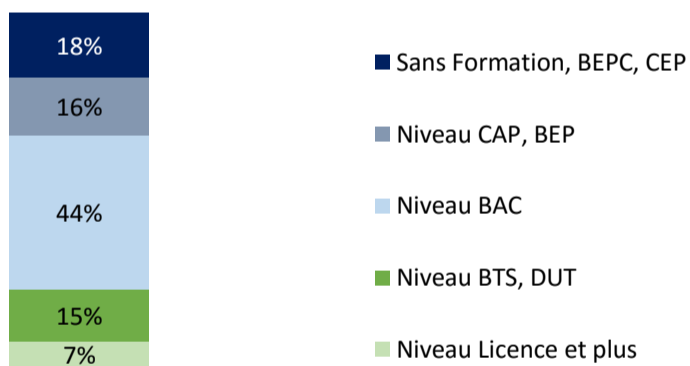 18%
16%
44%
15%
7%
Sans Formation, BEPC, CEP
Niveau CAP, BEP
Niveau BAC
Niveau BTS, DUT
Niveau Licence et plus